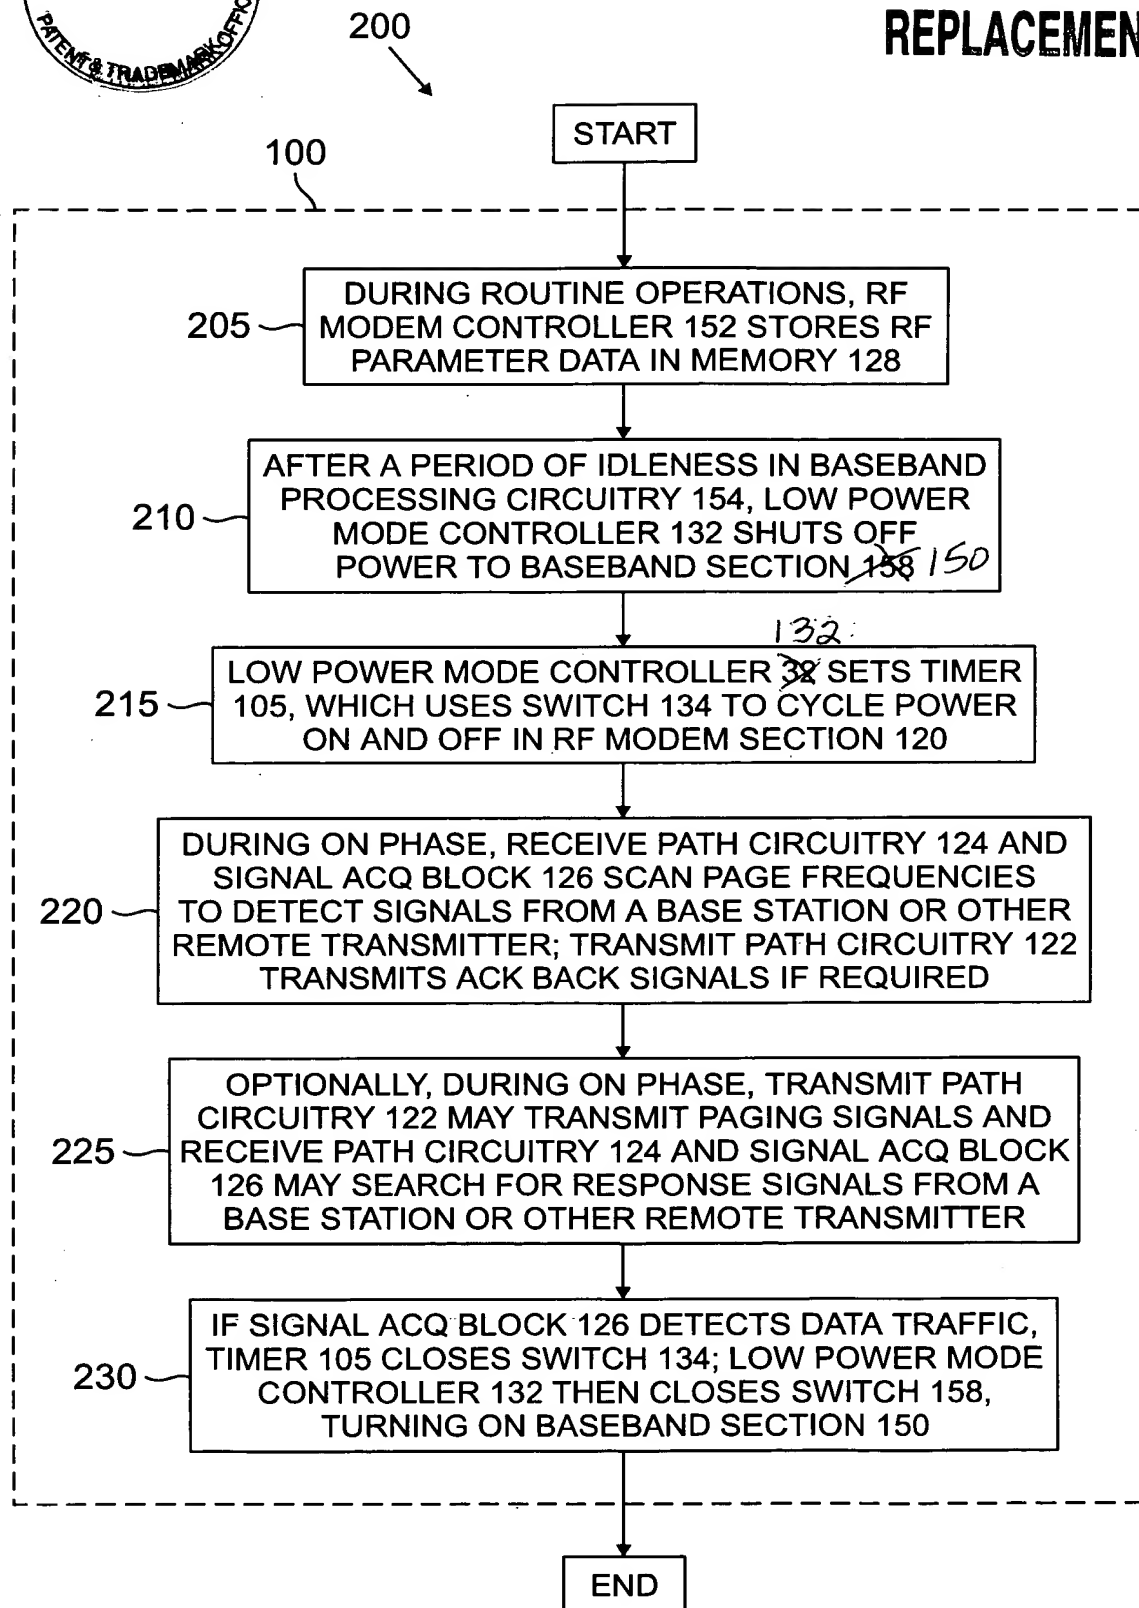 PATENT & TRADEMARK OFFIC
200
REPLACEMEN
START
100
205
DURING ROUTINE OPERATIONS, RF
MODEM CONTROLLER 152 STORES RF
PARAMETER DATA IN MEMORY 128
210
AFTER A PERIOD OF IDLENESS IN BASEBAND
PROCESSING CIRCUITRY 154, LOW POWER
MODE CONTROLLER 132 SHUTS OFF
POWER TO BASEBAND SECTION 158 150
132
215
LOW POWER MODE CONTROLLER 32 SETS TIMER
105, WHICH USES SWITCH 134 TO CYCLE POWER
ON AND OFF IN RF MODEM SECTION 120
220
DURING ON PHASE, RECEIVE PATH CIRCUITRY 124 AND
SIGNAL ACQ BLOCK 126 SCAN PAGE FREQUENCIES
TO DETECT SIGNALS FROM A BASE STATION OR OTHER
REMOTE TRANSMITTER; TRANSMIT PATH CIRCUITRY 122
TRANSMITS ACK BACK SIGNALS IF REQUIRED
225
OPTIONALLY, DURING ON PHASE, TRANSMIT PATH
CIRCUITRY 122 MAY TRANSMIT PAGING SIGNALS AND
RECEIVE PATH CIRCUITRY 124 AND SIGNAL ACQ BLOCK
126 MAY SEARCH FOR RESPONSE SIGNALS FROM A
BASE STATION OR OTHER REMOTE TRANSMITTER
230
IF SIGNAL ACQ BLOCK 126 DETECTS DATA TRAFFIC,
TIMER 105 CLOSES SWITCH 134; LOW POWER MODE
CONTROLLER 132 THEN CLOSES SWITCH 158,
TURNING ON BASEBAND SECTION 150
END